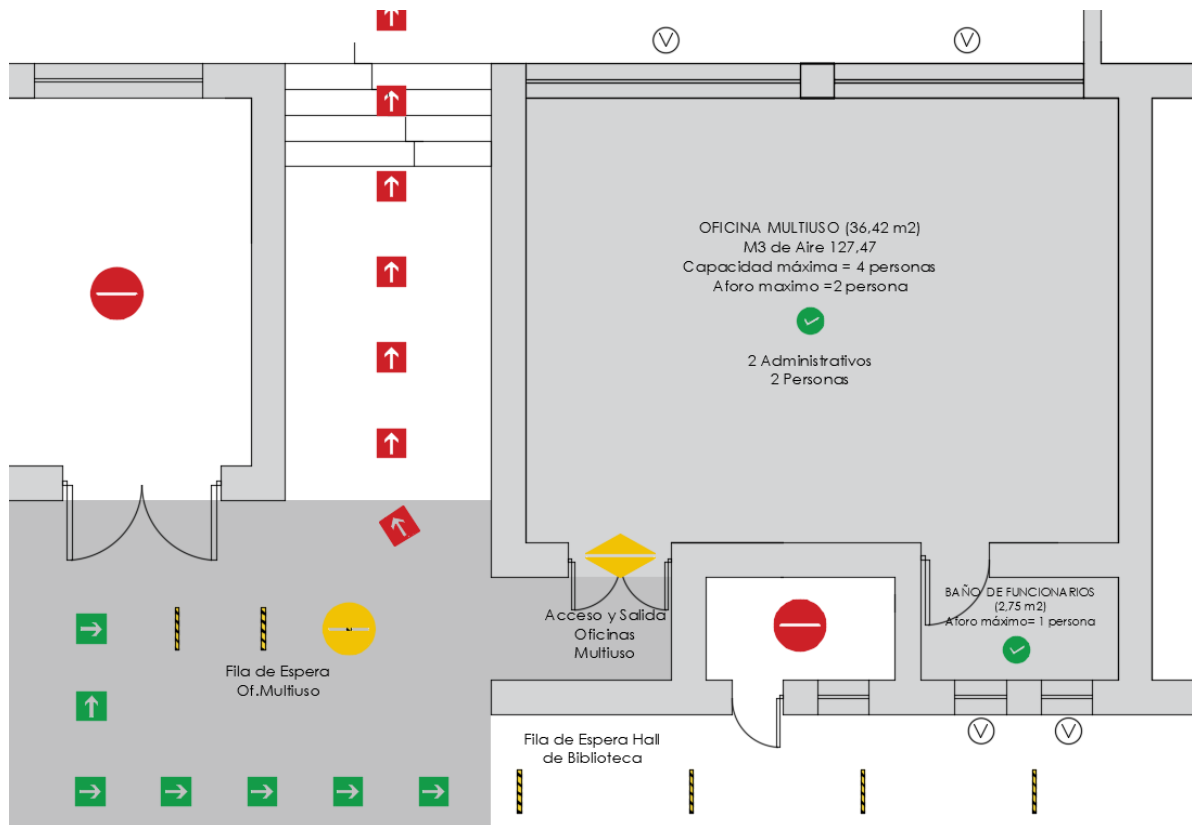 V
V
OFICINA MULTIUSO (36,42 m2)
M3 de Aire 127,47
Capacidad máxima = 4 personas
Aforo maximo =2 persona
2 Administrativos
2 Personas
Acceso y Salida
Oficinas
Multiuso
BAÑO DE FUNCIONARIOS
(2,75 m2)
Aforo máximo= 1 persona
Fila de Espera
Of.Multiuso
Fila de Espera Hall
de Biblioteca
V
V